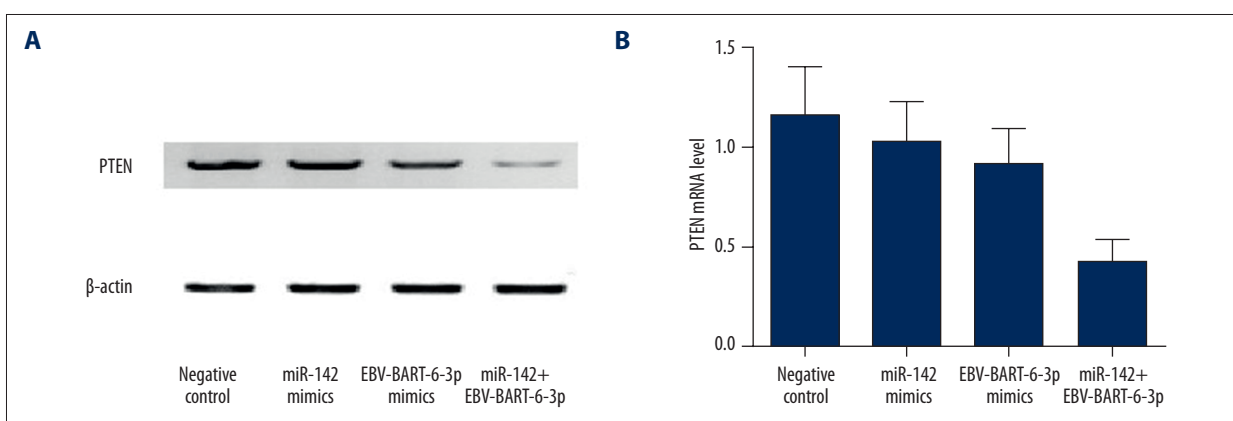 A
PTEN
β-actin
Negative
control
miR-142
mimics
EBV-BART-6-3p
mimics
miR-142+
EBV-BART-6-3p
B
PTEN mRNA level
1.5
1.0
0.5
0.0
Negative
control
miR-142
mimics
EBV-BART-6-3p
mimics
miR-142+
EBV-BART-6-3p